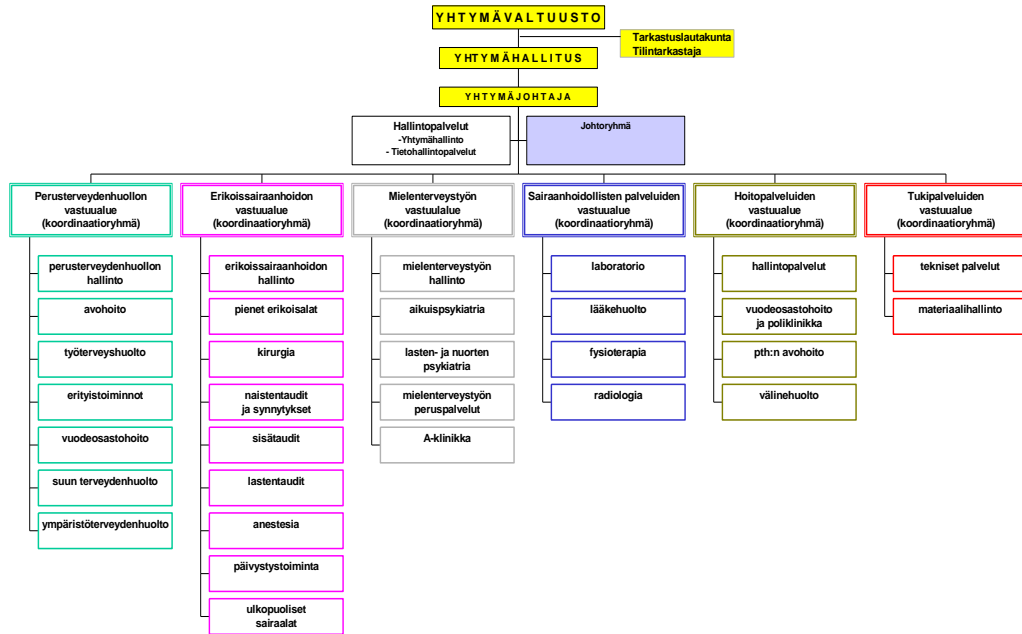 YHTYMÄVALTUUSTO
Tarkastuslautakunta
Tilintarkastaja
YHTYMÄHALLITUS
YHTYMÄJOHTAJA
Hallintopalvelut
-Yhtymähallinto
- Tietohallintopalvelut
Johtoryhmä
Perusterveydenhuollon
vastuualue
(koordinaatioryhmä)
perusterveydenhuollon
hallinto
avohoito
työterveyshuolto
erityistoiminnot
vuodeosastohoito
suun terveydenhuolto
ympäristöterveydenhuolto
Erikoissairaanhoidon
vastuualue
(koordinaatioryhmä)
erikoissairaanhoidon
hallinto
pienet erikoisalat
kirurgia
naistentaudit
ja synnytykset
sisätaudit
lastentaudit
anestesia
päivystystoiminta
ulkopuoliset
sairaalat
Mielenterveystyön
vastuulalue
(koordinaatioryhmä)
mielenterveystyön
hallinto
aikuispsykiatria
lasten- ja nuorten
psykiatria
mielenterveystyön
peruspalvelut
A-klinikka
Sairaanhoidollisten palveluiden
vastuualue
(koordinaatioryhmä)
laboratorio
lääkehuolto
fysioterapia
radiologia
Hoitopalveluiden
vastuualue
(koordinaatioryhmä)
hallintopalvelut
vuodeosastohoito
ja poliklinikka
pth:n avohoito
välinehuolto
Tukipalveluiden
vastuualue
(koordinaatioryhmä)
tekniset palvelut
materiaalihallinto